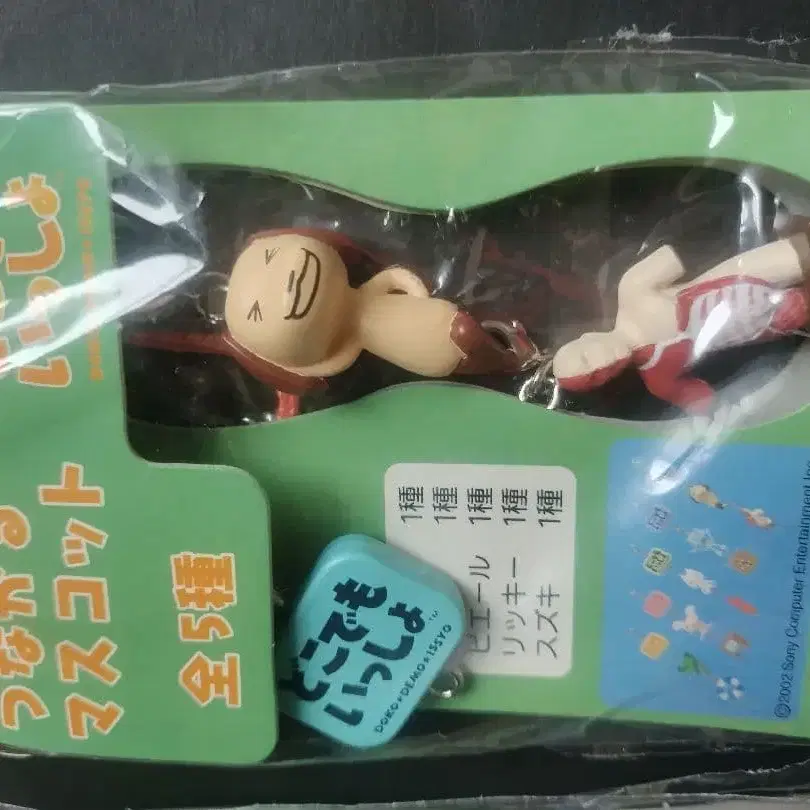 いっしょ
つながる
マスコット
全5種
どこでも
いっしょ™
DOKO★DEMO★ISSYO
1種
1種
ピエール 1種
リッキー 1種
スズキ 1種
©2002 Sony Computer Entertainment Inc.